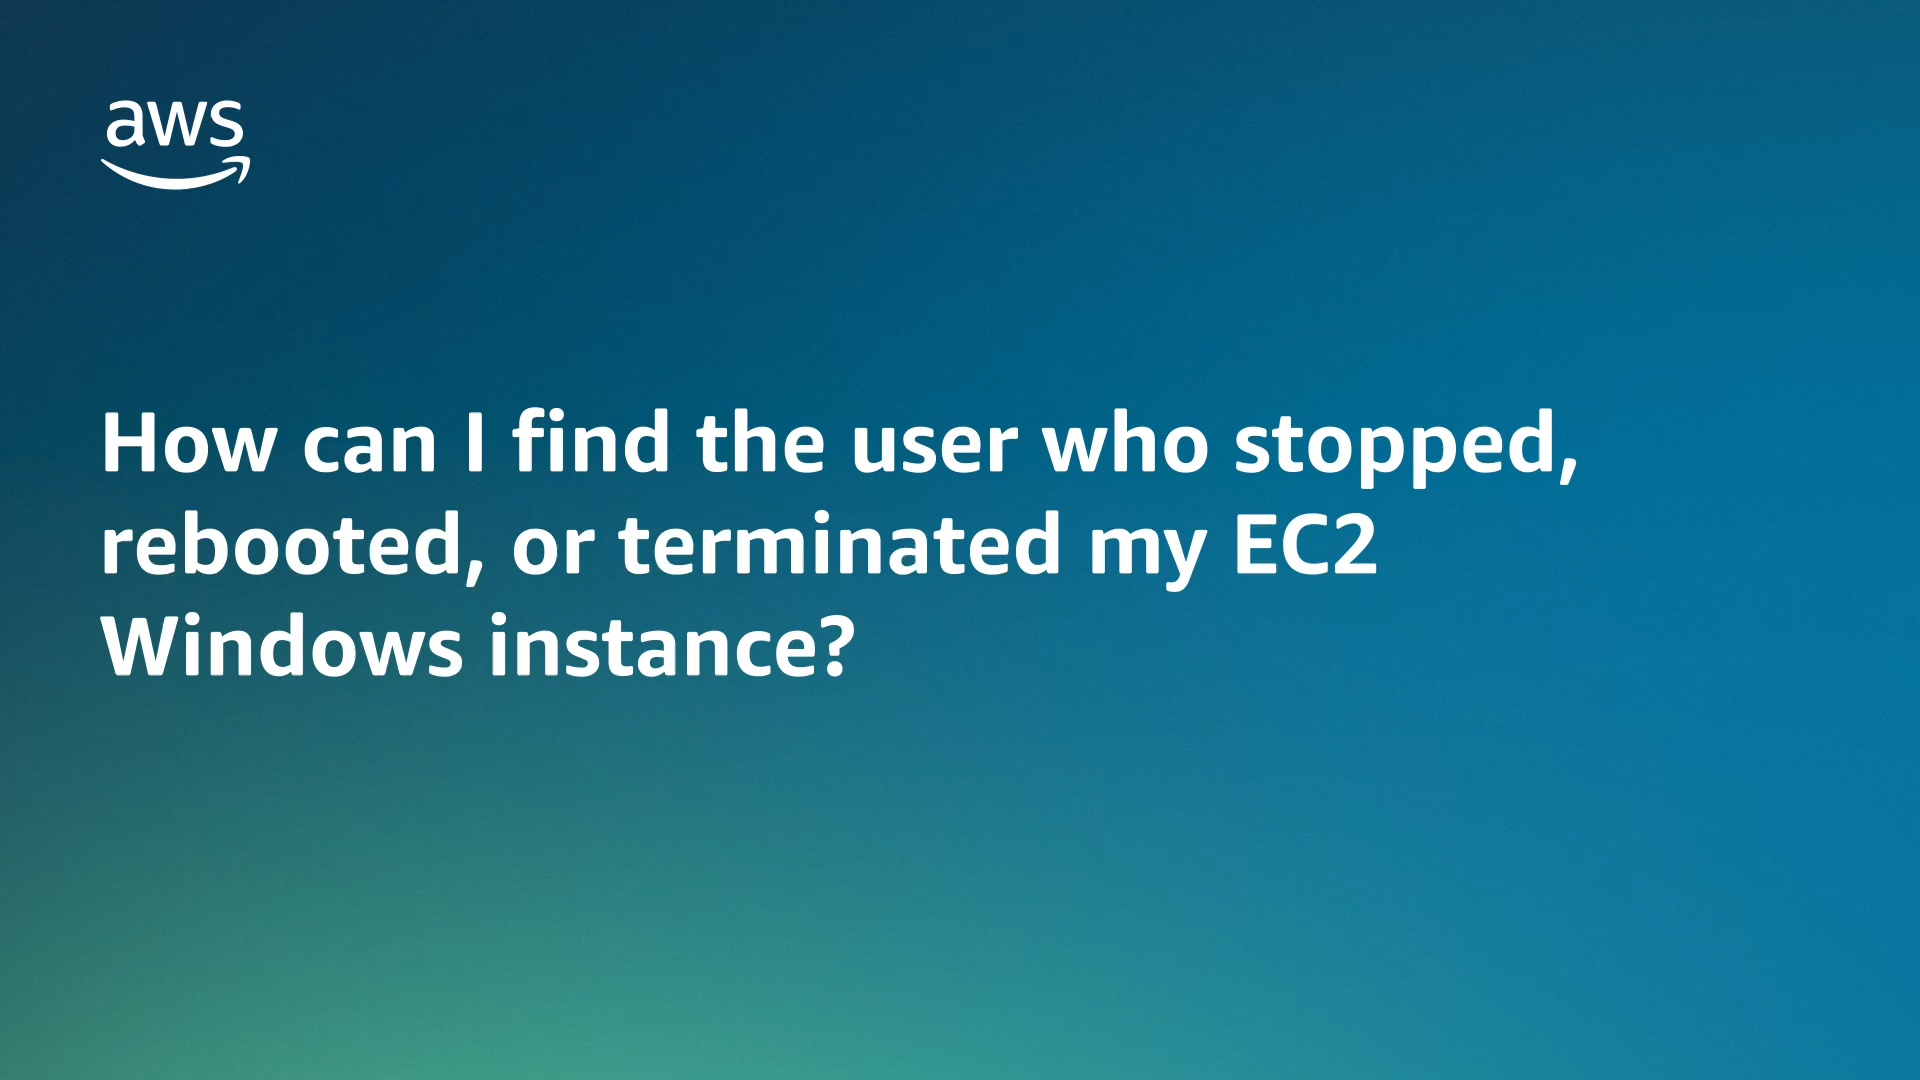 aws
How can I find the user who stopped,
rebooted, or terminated my EC2
Windows instance?